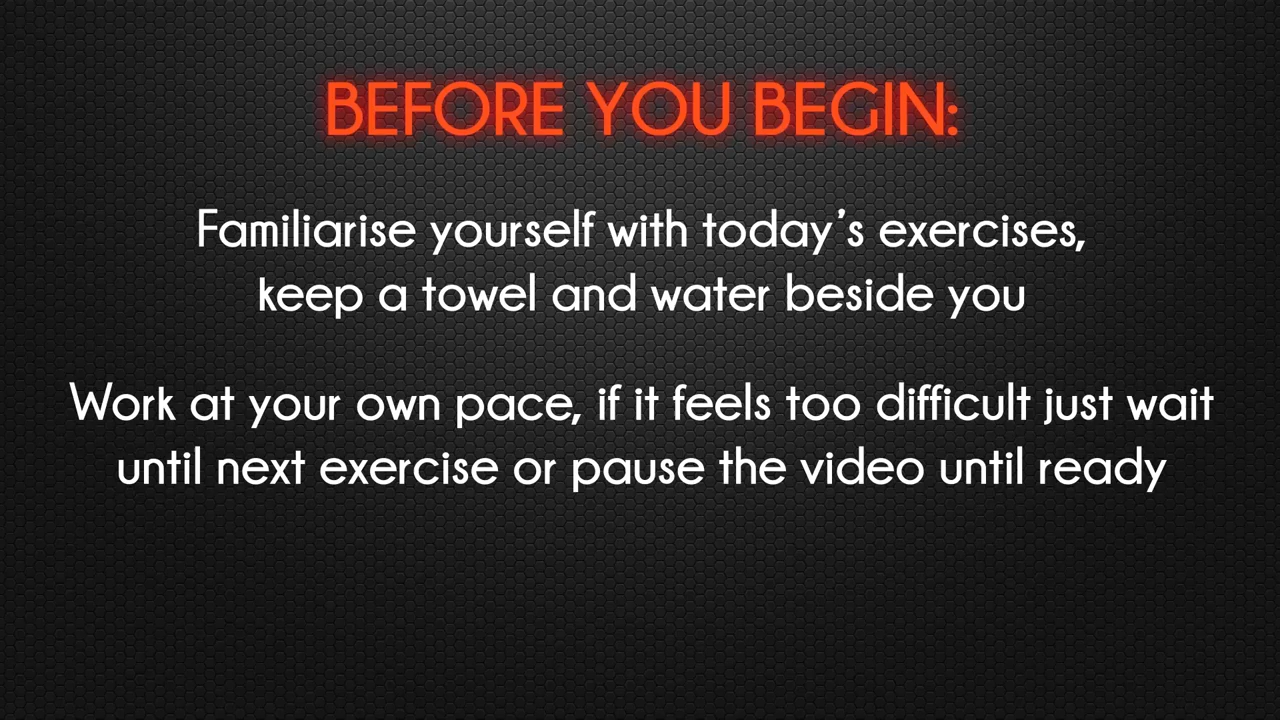 BEFORE YOU BEGIN:
Familiarise yourself with today's exercises,
keep a towel and water beside you
Work at your own pace, if it feels too difficult just wait
until next exercise or pause the video until ready